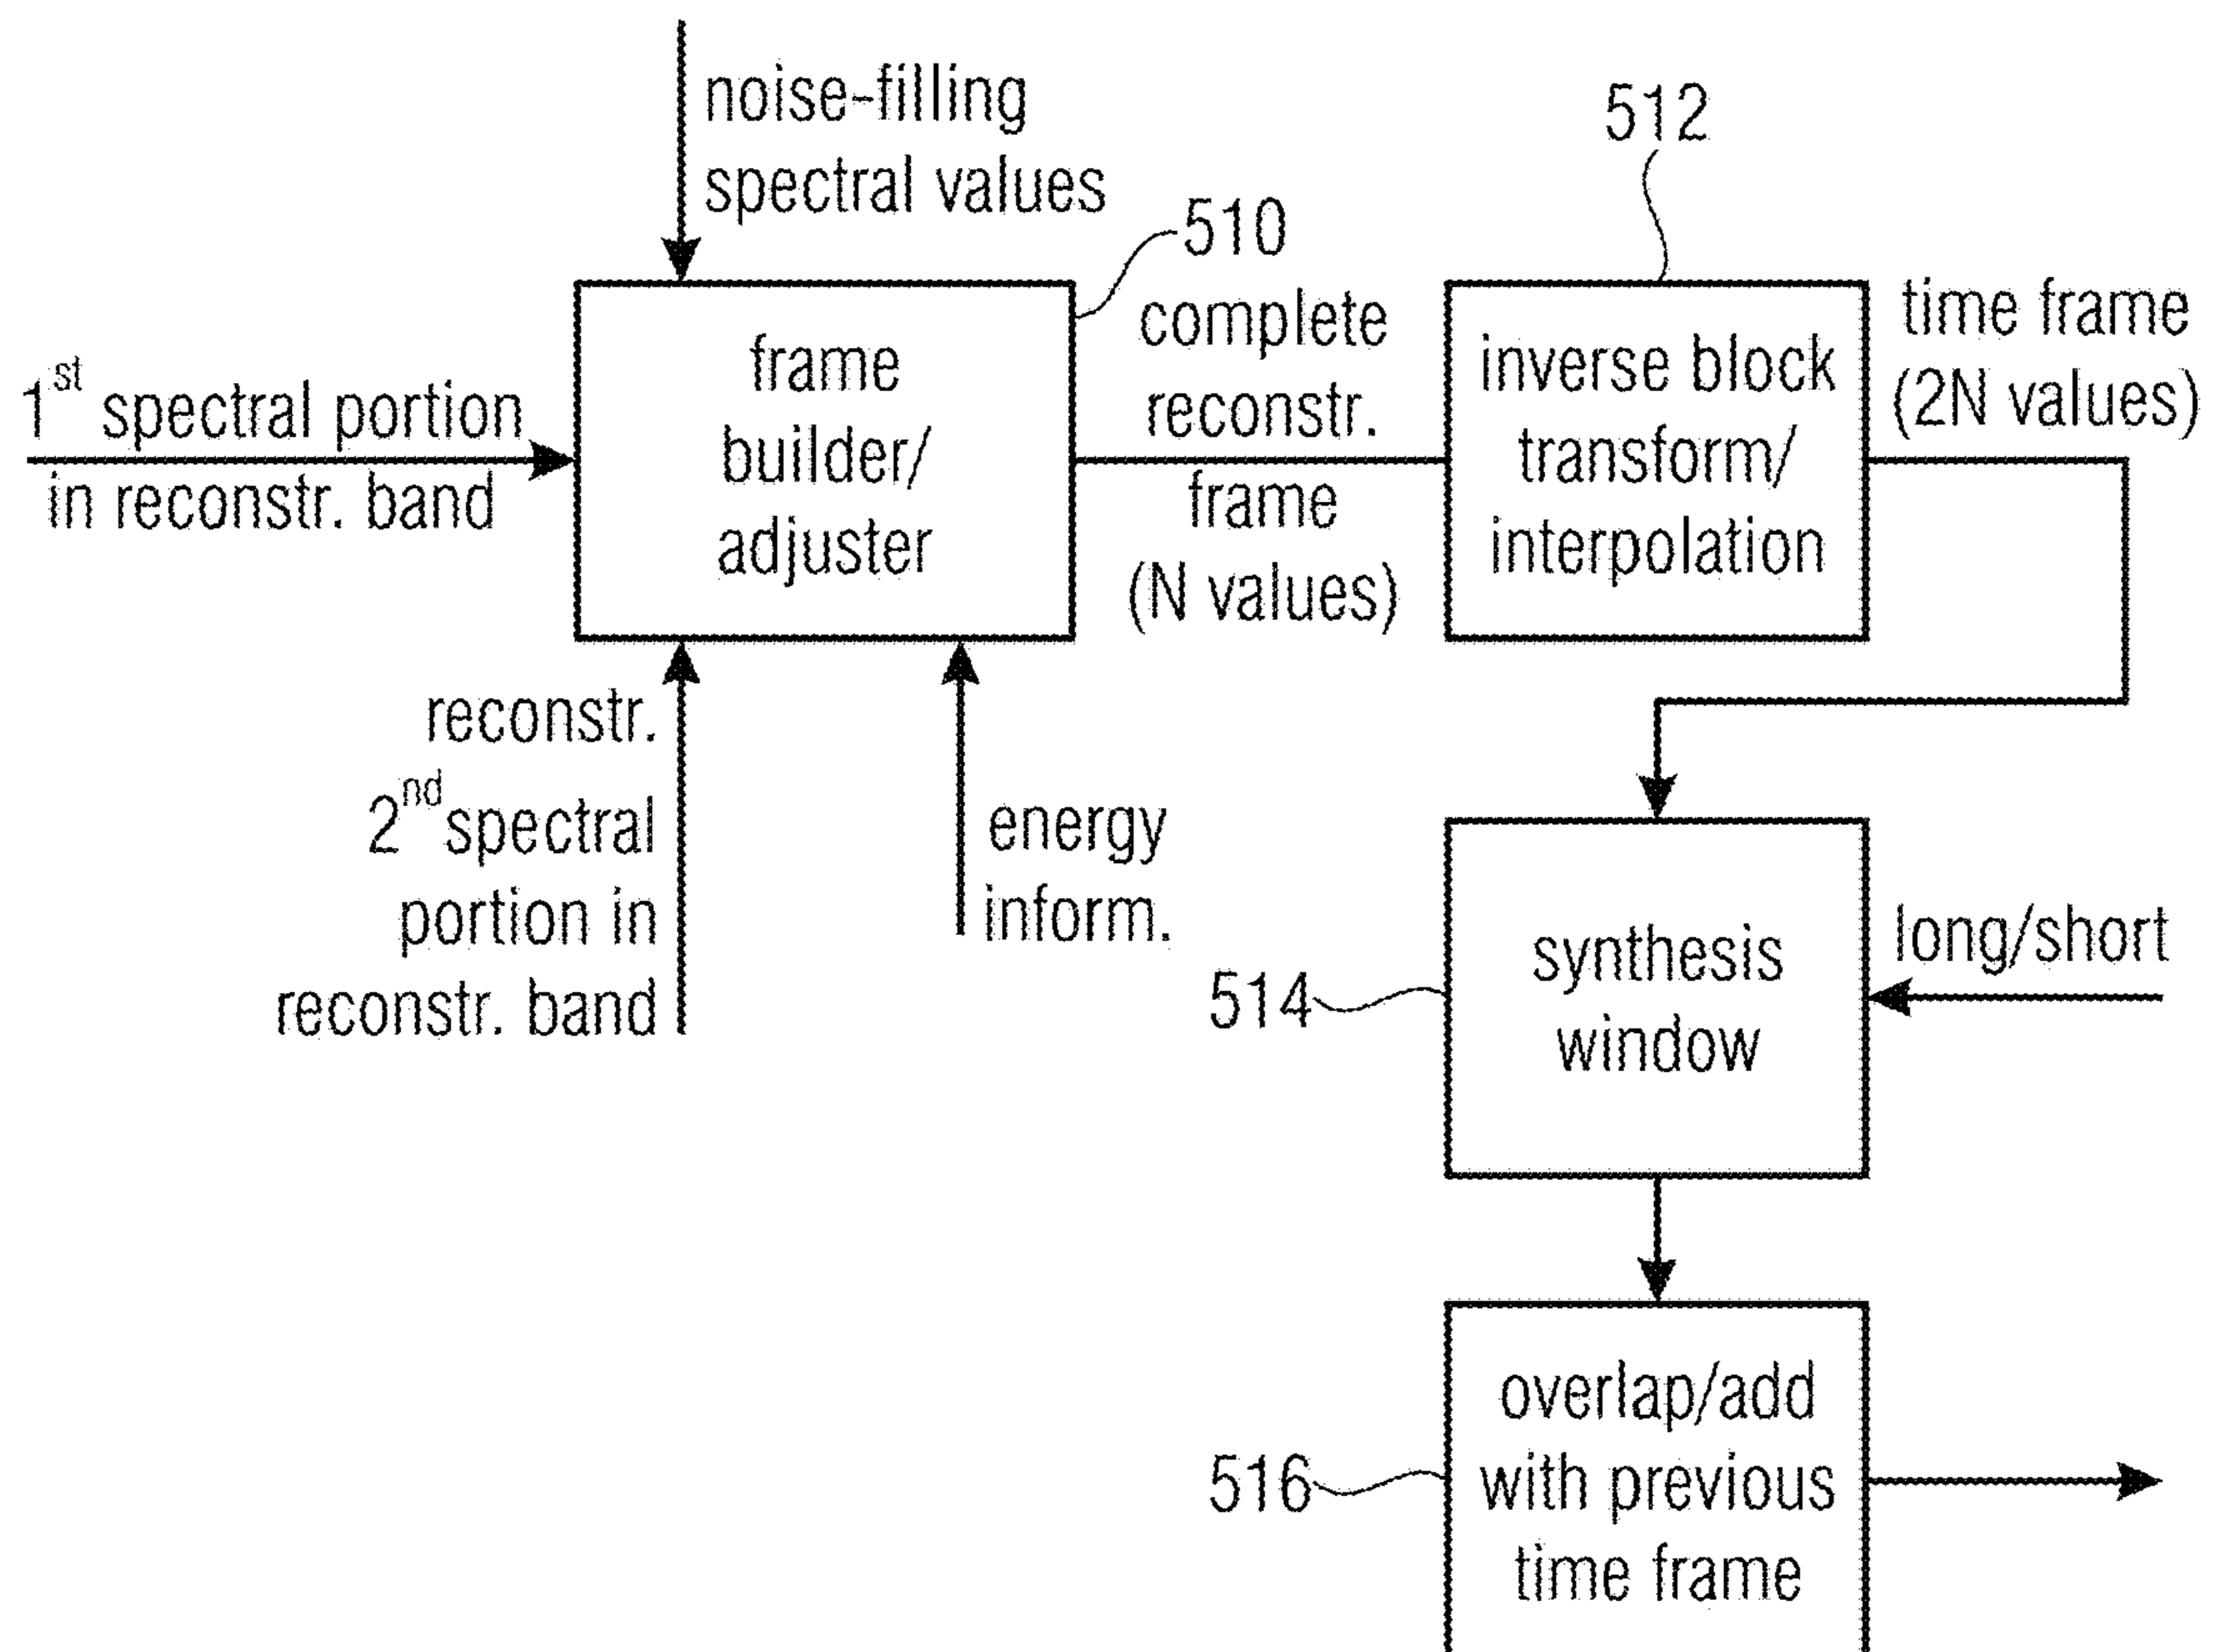 noise-filling
spectral values
510
512
1st spectral portion
in reconstr. band
frame
builder/
adjuster
complete
reconstr.
frame
(N values)
inverse block
transform/
interpolation
time frame
(2N values)
reconstr.
2nd spectral
portion in
reconstr. band
energy
inform.
514
synthesis
window
long/short
516
overlap/add
with previous
time frame